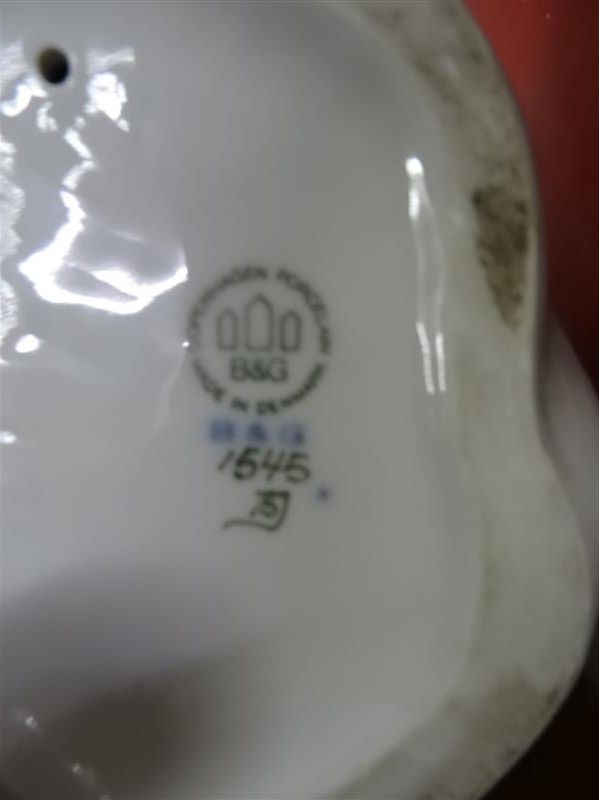 COPENHAGEN PORCELAIN
B&G
MADE IN DENMARK
B & G
1545